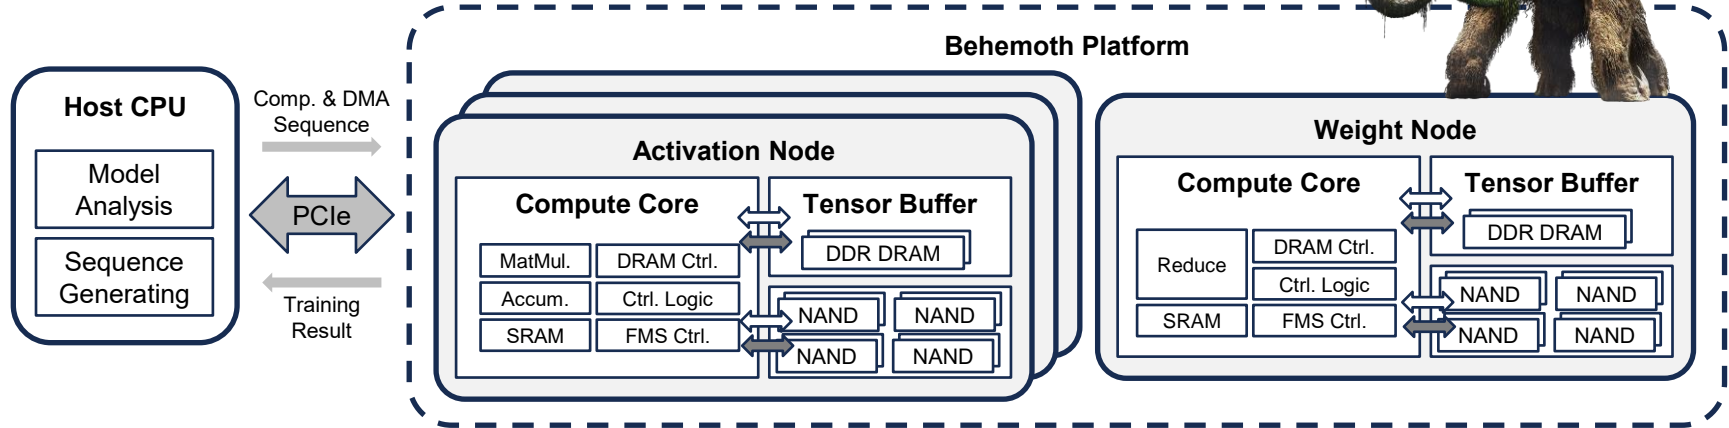 Behemoth Platform
Host CPU
Model
Analysis
Sequence
Generating
Comp. & DMA
Sequence
PCIe
Training
Result
Activation Node
Compute Core
MatMul.
DRAM Ctrl.
Accum.
Ctrl. Logic
SRAM
FMS Ctrl.
Tensor Buffer
DDR DRAM
NAND
NAND
NAND
NAND
Weight Node
Compute Core
Reduce
DRAM Ctrl.
Ctrl. Logic
SRAM
FMS Ctrl.
Tensor Buffer
DDR DRAM
NAND
NAND
NAND
NAND